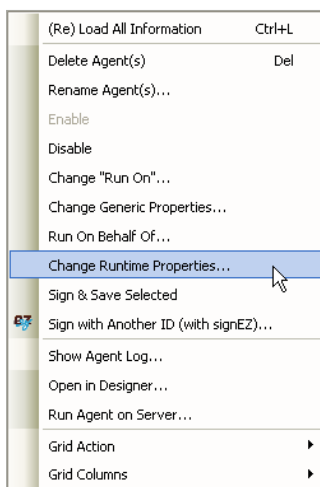 (Re) Load All Information Ctrl+L
Delete Agent(s) Del
Rename Agent(s)...
Enable
Disable
Change "Run On"...
Change Generic Properties...
Run On Behalf Of...
Change Runtime Properties...
Sign & Save Selected
EZ Sign with Another ID (with signEZ)...
Show Agent Log...
Open in Designer...
Run Agent on Server...
Grid Action
Grid Columns